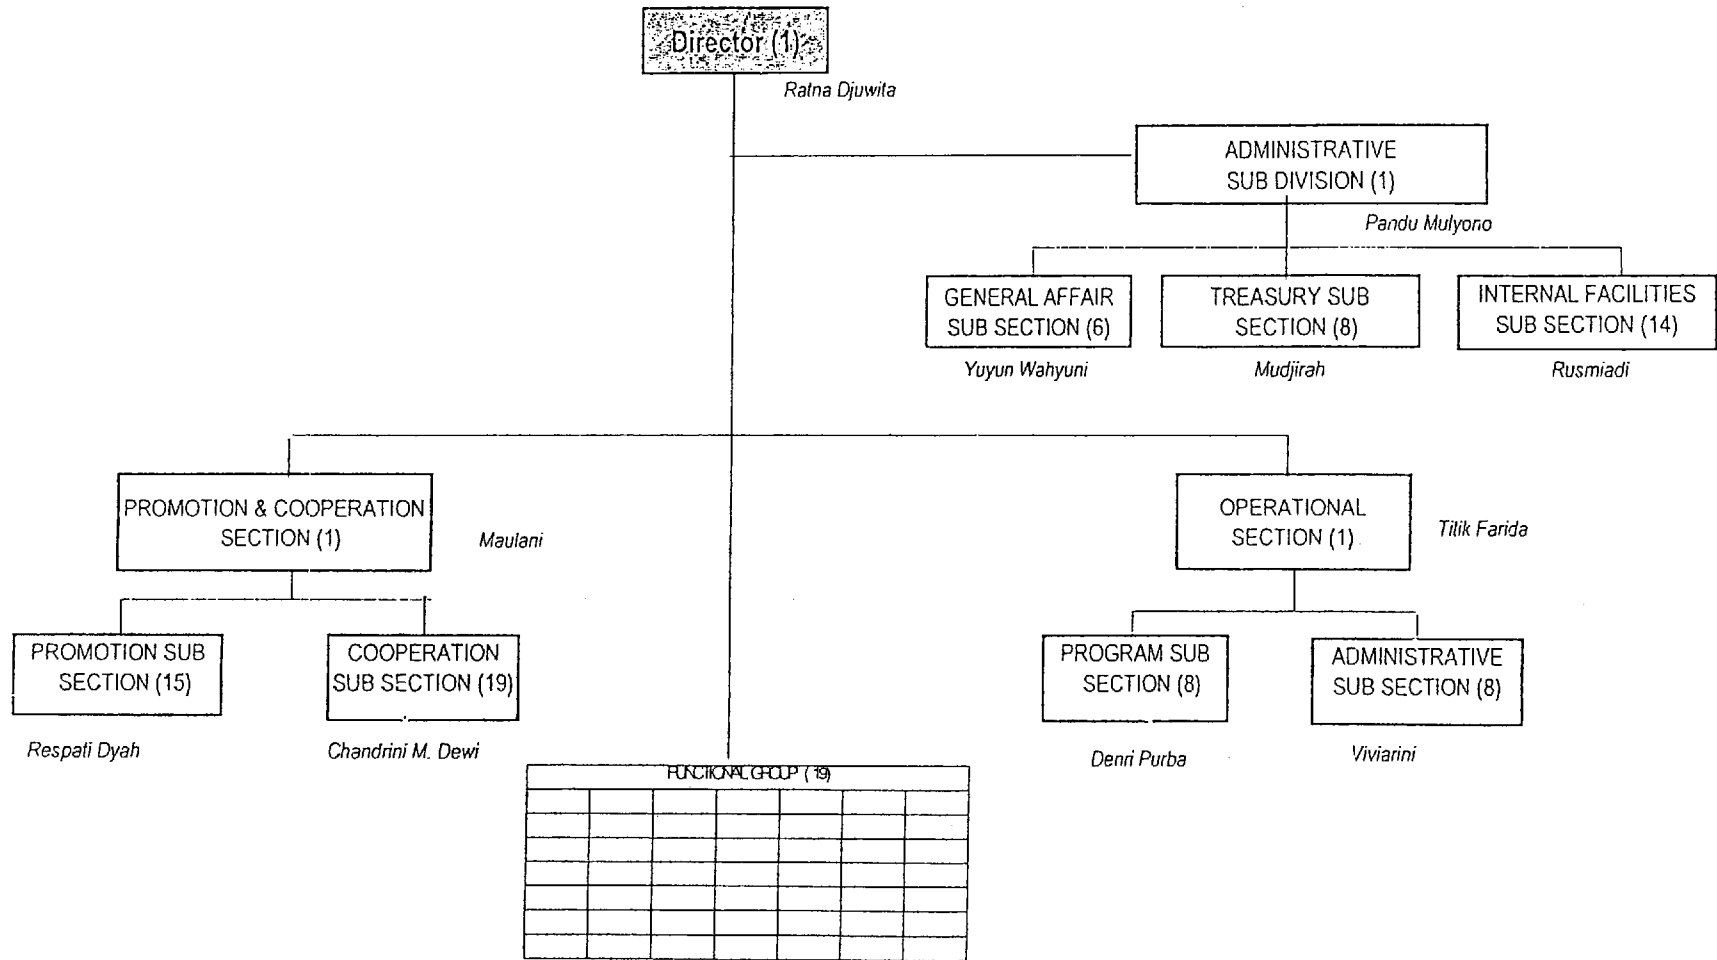 Director (1)
Ratna Djuwita
ADMINISTRATIVE
SUB DIVISION (1)
Pandu Mulyono
GENERAL AFFAIR
SUB SECTION (6)
Yuyun Wahyuni
TREASURY SUB
SECTION (8)
Mudjirah
INTERNAL FACILITIES
SUB SECTION (14)
Rusmiadi
PROMOTION & COOPERATION
SECTION (1)
Maulani
OPERATIONAL
SECTION (1)
Titik Farida
PROMOTION SUB
SECTION (15)
Respati Dyah
COOPERATION
SUB SECTION (19)
Chandrini M. Dewi
PROGRAM SUB
SECTION (8)
Denri Purba
ADMINISTRATIVE
SUB SECTION (8)
Viviarini
FUNCTIONAL GROUP (19)